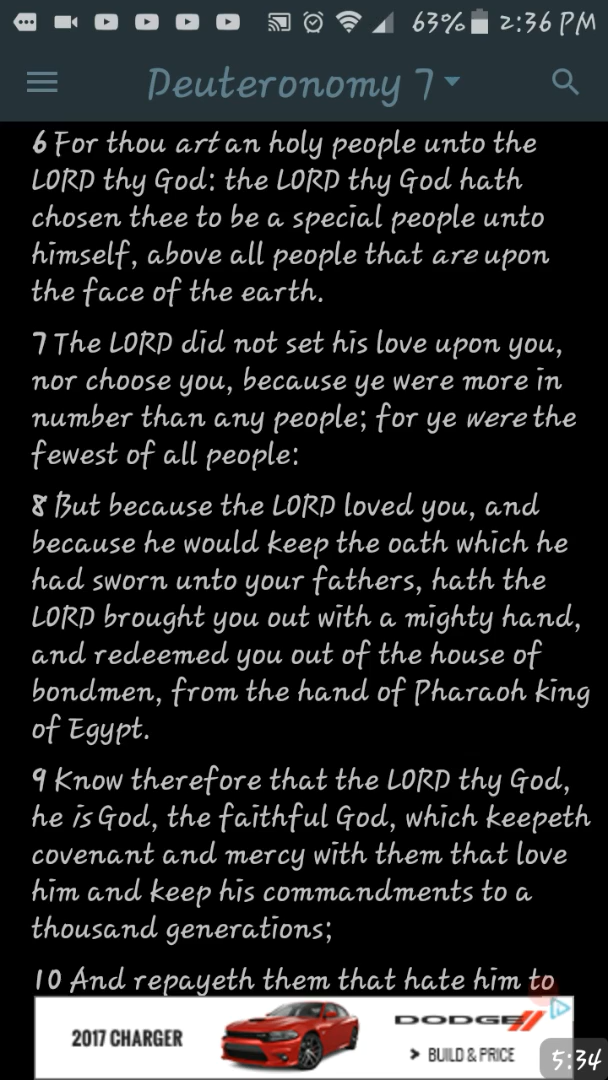 63% 2:36 PM
Deuteronomy 7
6 For thou art an holy people unto the
LORD thy God: the LORD thy God hath
chosen thee to be a special people unto
himself, above all people that are upon
the face of the earth.
7 The LORD did not set his love upon you,
nor choose you, because ye were more in
number than any people; for ye were the
fewest of all people:
8 But because the LORD loved you, and
because he would keep the oath which he
had sworn unto your fathers, hath the
LORD brought you out with a mighty hand,
and redeemed you out of the house of
bondmen, from the hand of Pharaoh king
of Egypt.
9 Know therefore that the LORD thy God,
he is God, the faithful God, which keepeth
covenant and mercy with them that love
him and keep his commandments to a
thousand generations;
10 And repayeth them that hate him to
2017 CHARGER
DODGE
> BUILD & PRICE
5:34